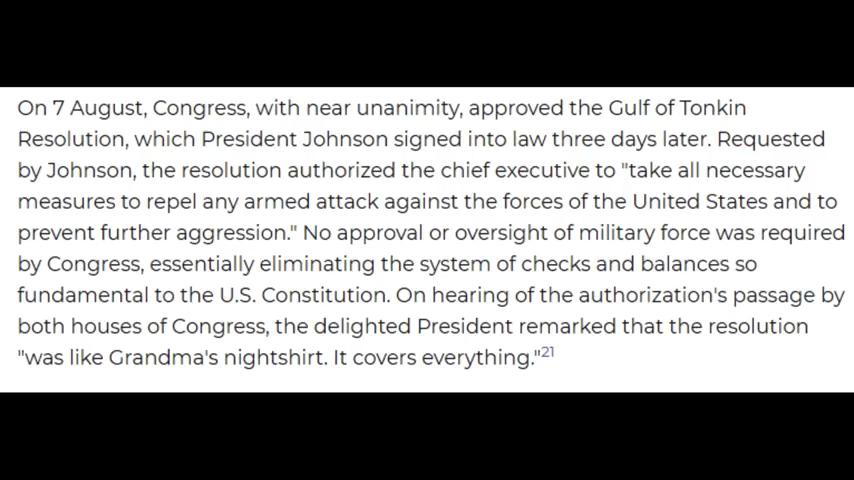 On 7 August, Congress, with near unanimity, approved the Gulf of Tonkin
Resolution, which President Johnson signed into law three days later. Requested
by Johnson, the resolution authorized the chief executive to "take all necessary
measures to repel any armed attack against the forces of the United States and to
prevent further aggression." No approval or oversight of military force was required
by Congress, essentially eliminating the system of checks and balances so
fundamental to the U.S. Constitution. On hearing of the authorization's passage by
both houses of Congress, the delighted President remarked that the resolution
"was like Grandma's nightshirt. It covers everything."21